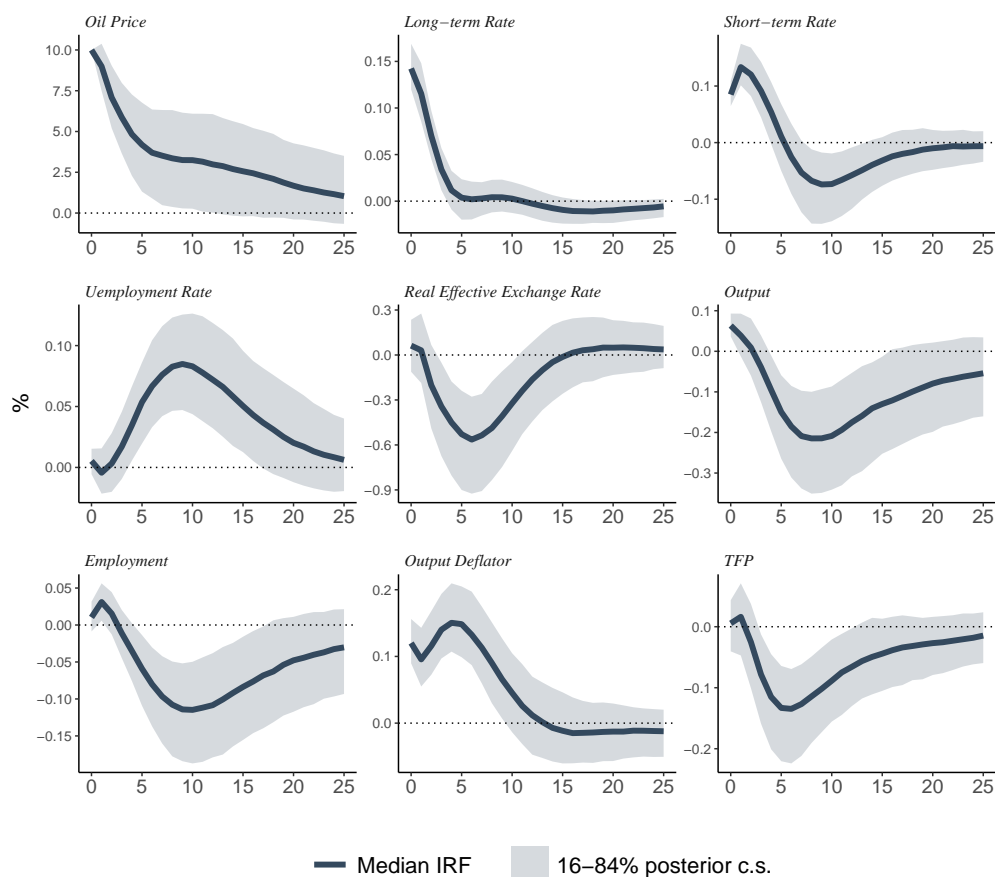 Oil Price
10.0
7.5
5.0
2.5
0.0
0 5 10 15 20 25
Long−term Rate
0.15
0.10
0.05
0.00
0 5 10 15 20 25
Short−term Rate
0.1
0.0
−0.1
0 5 10 15 20 25
%
Uemployment Rate
0.10
0.05
0.00
0 5 10 15 20 25
Real Effective Exchange Rate
0.3
0.0
−0.3
−0.6
−0.9
0 5 10 15 20 25
Output
0.1
0.0
−0.1
−0.2
−0.3
0 5 10 15 20 25
Employment
0.05
0.00
−0.05
−0.10
−0.15
0 5 10 15 20 25
Output Deflator
0.2
0.1
0.0
0 5 10 15 20 25
TFP
0.0
−0.1
−0.2
0 5 10 15 20 25
Median IRF
16−84% posterior c.s.